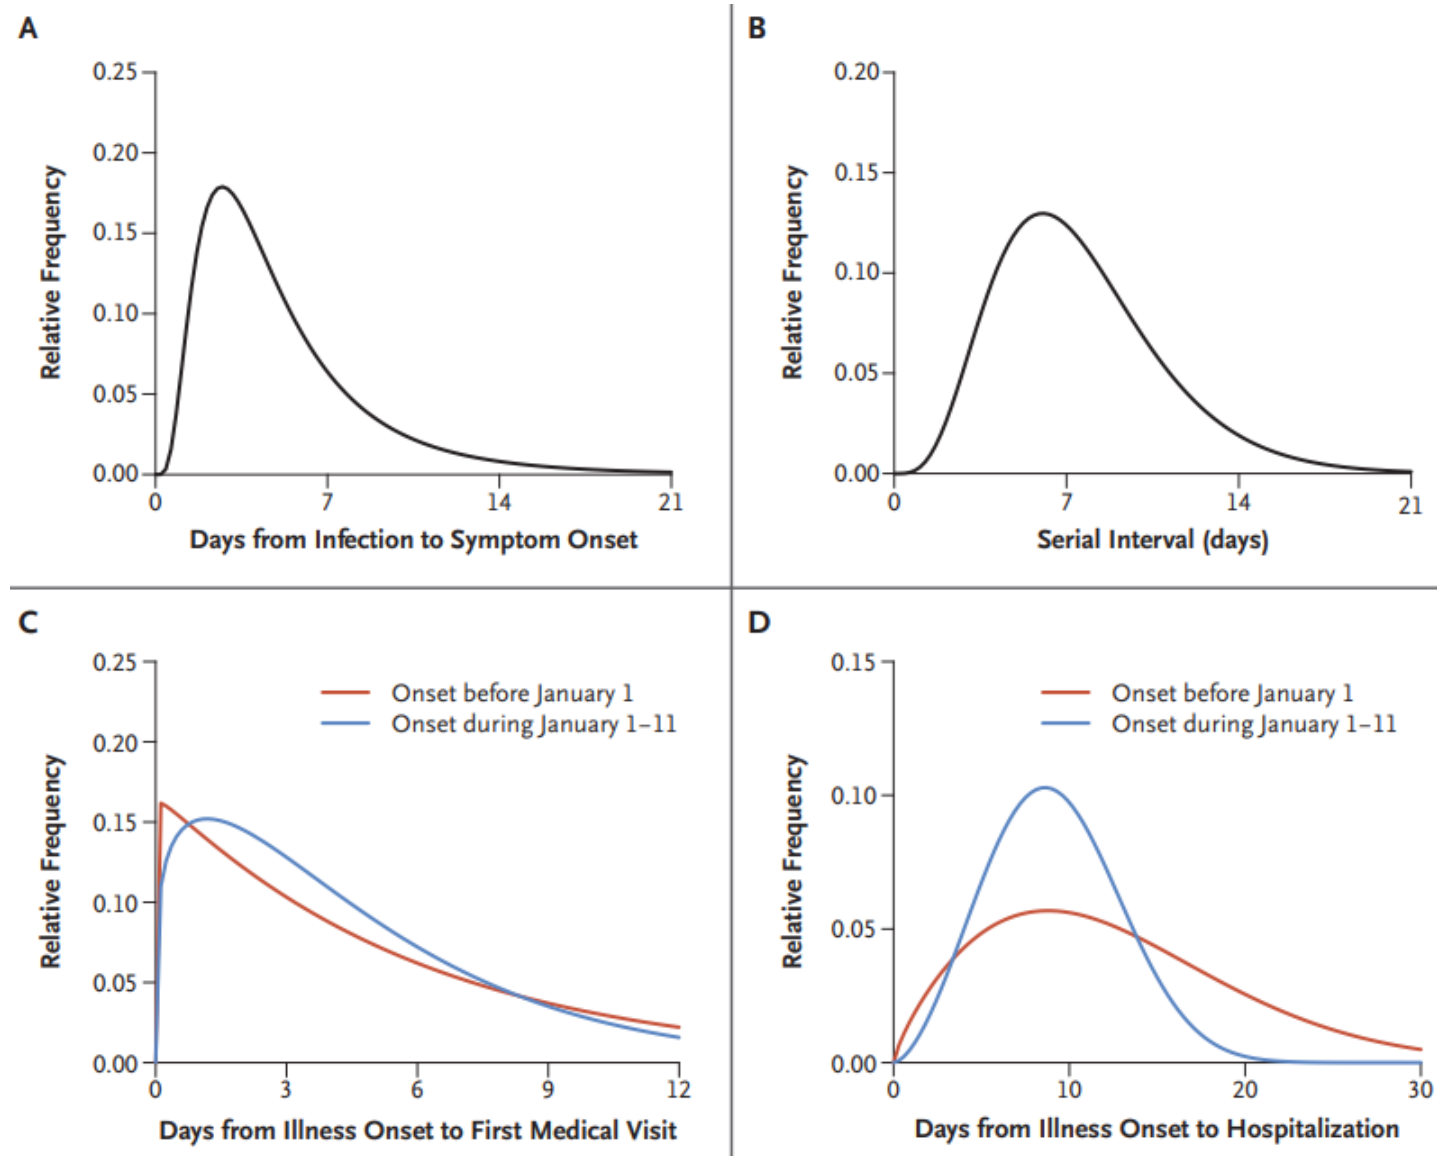 A
0.25
0.20
0.15
0.10
0.05
0.00
Relative Frequency
0 7 14 21
Days from Infection to Symptom Onset
B
0.20
0.15
0.10
0.05
0.00
Relative Frequency
0 7 14 21
Serial Interval (days)
C
0.25
0.20
0.15
0.10
0.05
0.00
Relative Frequency
Onset before January 1
Onset during January 1–11
0 3 6 9 12
Days from Illness Onset to First Medical Visit
D
0.15
0.10
0.05
0.00
Relative Frequency
Onset before January 1
Onset during January 1–11
0 10 20 30
Days from Illness Onset to Hospitalization